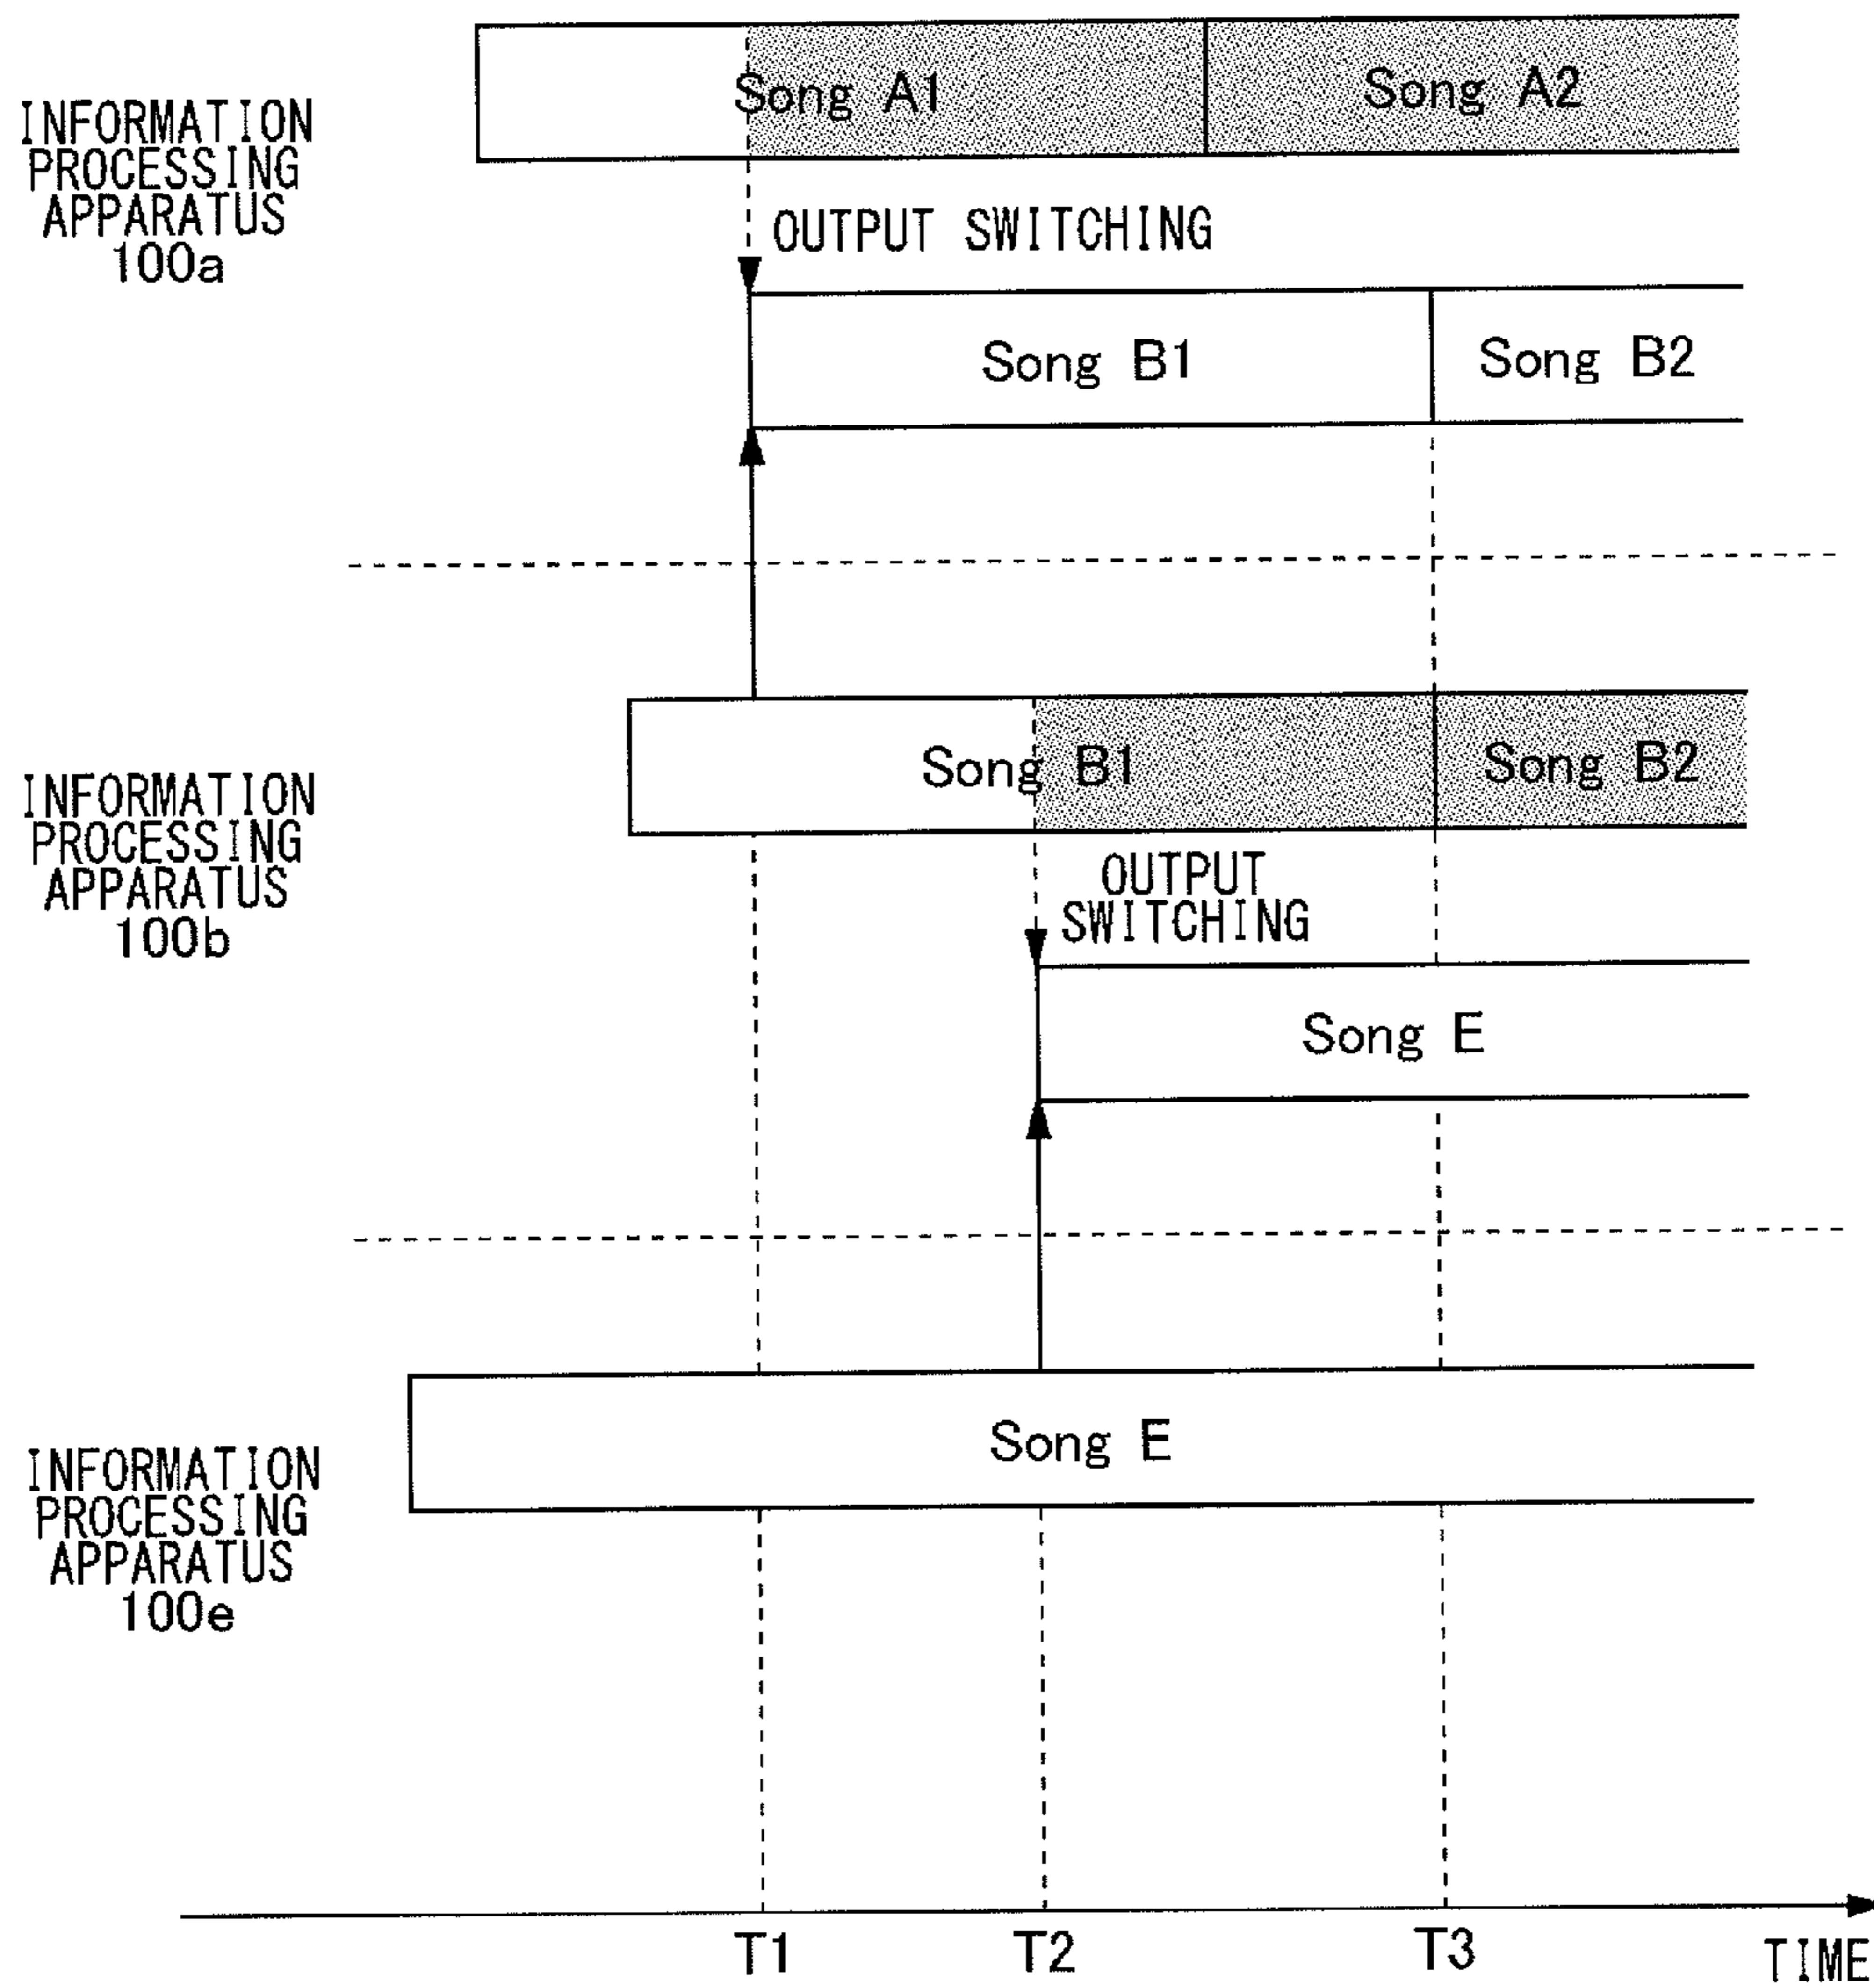 Song A1
Song A2
INFORMATION
PROCESSING
APPARATUS
100a
OUTPUT SWITCHING
Song B1
Song B2
Song B1
Song B2
INFORMATION
PROCESSING
APPARATUS
100b
OUTPUT
SWITCHING
Song E
Song E
INFORMATION
PROCESSING
APPARATUS
100e
T1
T2
T3
TIME